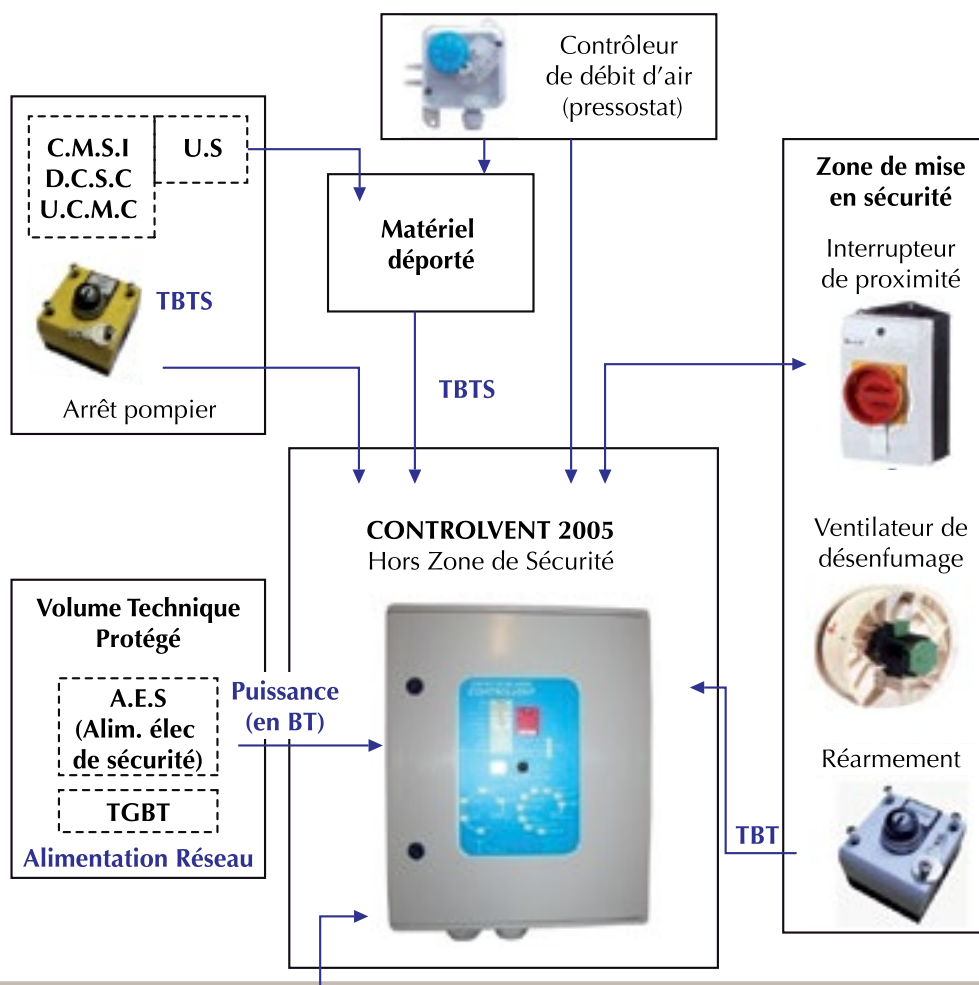 Contrôleur
de débit d'air
(pressostat)
C.M.S.I
D.C.S.C
U.C.M.C
U.S
TBTS
Arrêt pompier
Matériel
déporté
TBTS
Zone de mise
en sécurité
Interrupteur
de proximité
Ventilateur de
désenfumage
Réarmement
TBT
CONTROLVENT 2005
Hors Zone de Sécurité
CONTROLVENT
Volume Technique
Protégé
A.E.S
(Alim. élec
de sécurité)
TGBT
Alimentation Réseau
Puissance
(en BT)